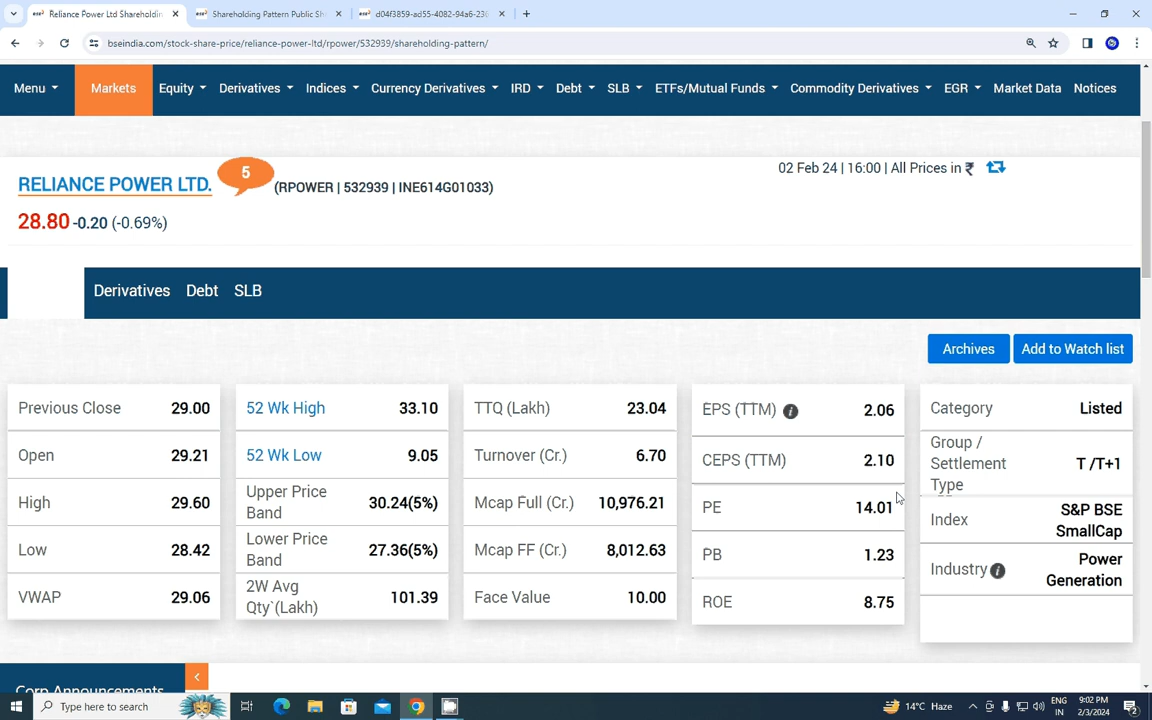 Reliance Power Ltd Shareholdin
Shareholding Pattern Public Sh
d04f3859-ad55-4082-94a6-236
bseindia.com/stock-share-price/reliance-power-ltd/rpower/532939/shareholding-pattern/
Menu Markets Equity Derivatives Indices Currency Derivatives IRD Debt SLB ETFs/Mutual Funds Commodity Derivatives EGR Market Data Notices
5
02 Feb 24 | 16:00 | All Prices in ₹
RELIANCE POWER LTD. (RPOWER | 532939 | INE614G01033)
28.80 -0.20 (-0.69%)
Derivatives Debt SLB
Archives Add to Watch list
Previous Close 29.00
Open 29.21
High 29.60
Low 28.42
VWAP 29.06
52 Wk High 33.10
52 Wk Low 9.05
Upper Price
Band 30.24(5%)
Lower Price
Band 27.36(5%)
2W Avg
Qty`(Lakh) 101.39
TTQ (Lakh) 23.04
Turnover (Cr.) 6.70
Mcap Full (Cr.) 10,976.21
Mcap FF (Cr.) 8,012.63
Face Value 10.00
EPS (TTM) 2.06
CEPS (TTM) 2.10
PE 14.01
PB 1.23
ROE 8.75
Category Listed
Group /
Settlement
Type T /T+1
Index S&P BSE
SmallCap
Industry Power
Generation
Corp Announcements
Type here to search
14°C Haze
ENG
IN
9:02 PM
2/3/2024
2